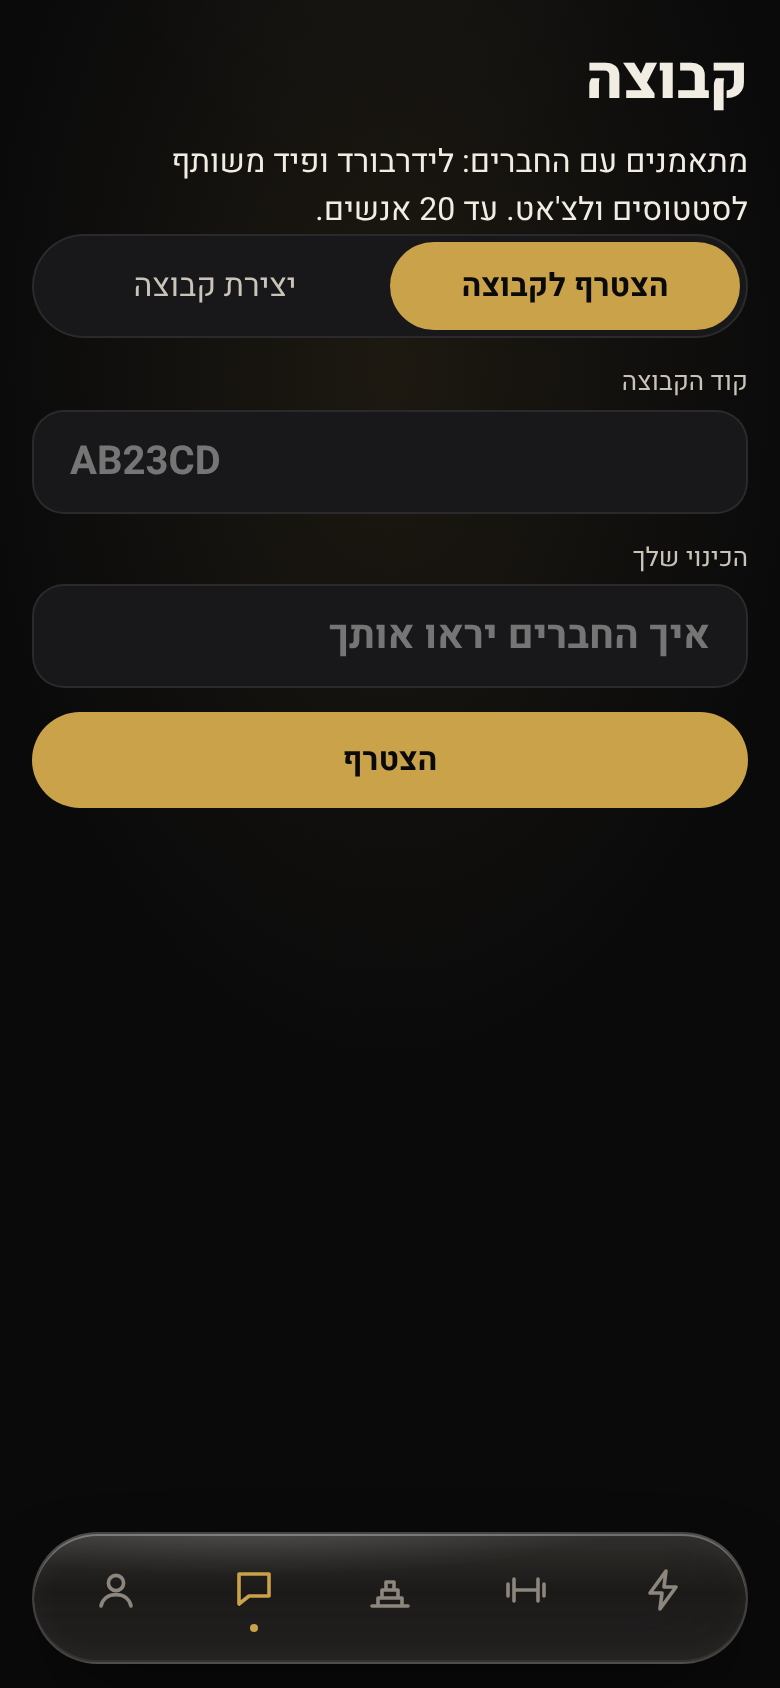 קבוצה
מתאמנים עם החברים: לידרבורד ופיד משותף
לסטטוסים ולצ'אט. עד 20 אנשים.
הצטרף לקבוצה
יצירת קבוצה
קוד הקבוצה
AB23CD
הכינוי שלך
איך החברים יראו אותך
הצטרף